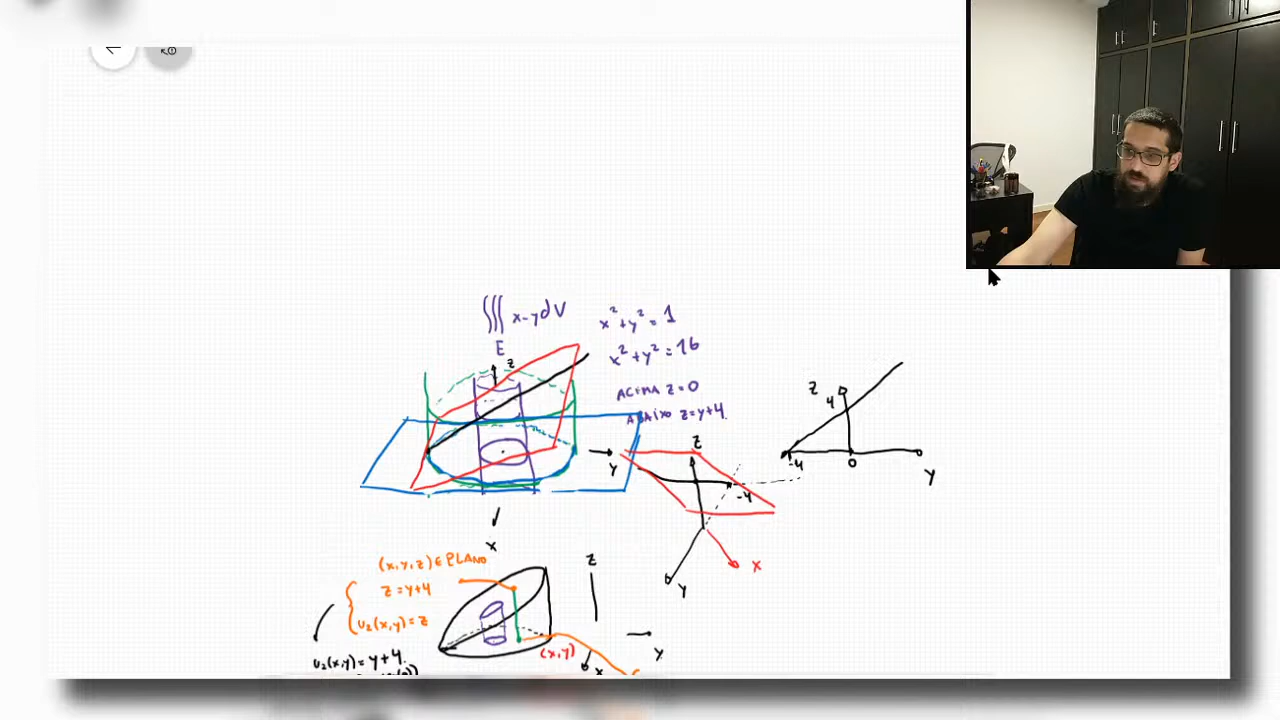 ∭ x-y dV
E
x²+y²=1
x²+y²=16
ACIMA z=0
ABAIXO z=y+4.
z
Y
X
Z
4
-4
0
Y
Z
-4
Y
X
(x,y,z) ∈ PLANO
z=y+4
u₂(x,y)=z
u₂(x,y)=y+4.
Z
Y
X
(x,y)